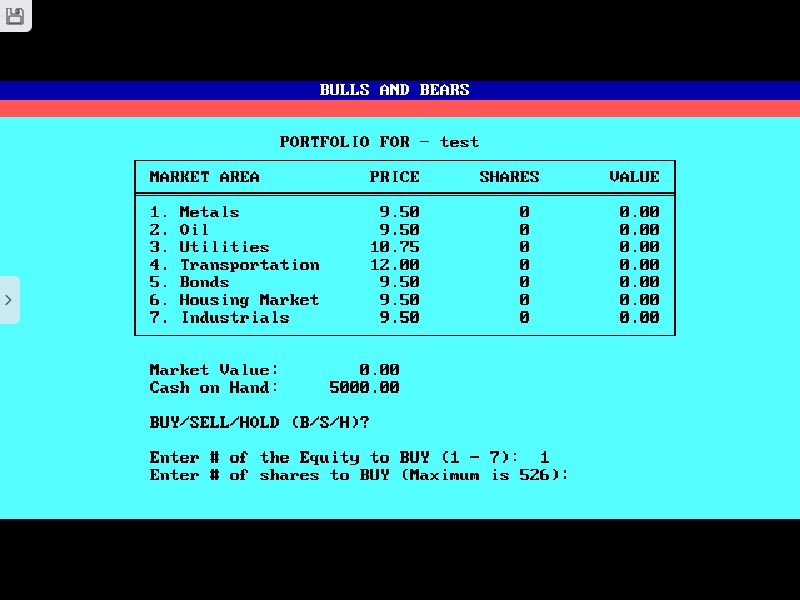 BULLS AND BEARS
PORTFOLIO FOR - test
MARKET AREA PRICE SHARES VALUE
1. Metals 9.50 0 0.00
2. Oil 9.50 0 0.00
3. Utilities 10.75 0 0.00
4. Transportation 12.00 0 0.00
5. Bonds 9.50 0 0.00
6. Housing Market 9.50 0 0.00
7. Industrials 9.50 0 0.00
Market Value: 0.00
Cash on Hand: 5000.00
BUY/SELL/HOLD (B/S/H)?
Enter # of the Equity to BUY (1 - 7): 1
Enter # of shares to BUY (Maximum is 526):